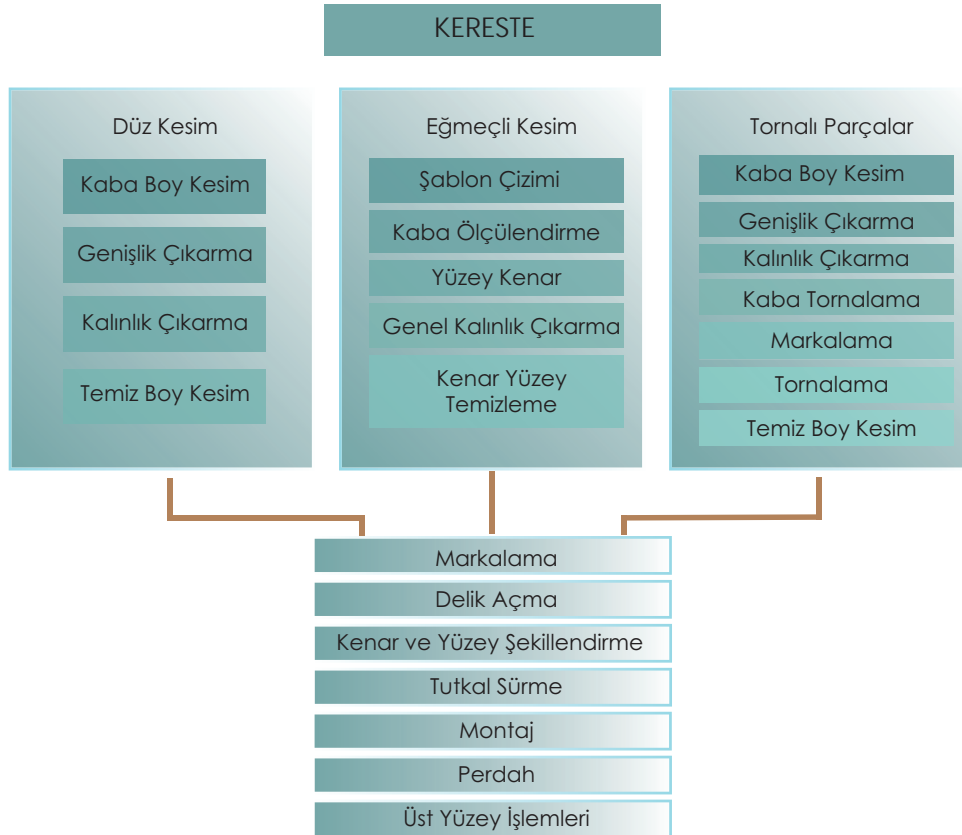 KERESTE
Düz Kesim
Kaba Boy Kesim
Genişlik Çıkarma
Kalınlık Çıkarma
Temiz Boy Kesim
Eğmeçli Kesim
Şablon Çizimi
Kaba Ölçülendirme
Yüzey Kenar
Genel Kalınlık Çıkarma
Kenar Yüzey
Temizleme
Tornalı Parçalar
Kaba Boy Kesim
Genişlik Çıkarma
Kalınlık Çıkarma
Kaba Tornalama
Markalama
Tornalama
Temiz Boy Kesim
Markalama
Delik Açma
Kenar ve Yüzey Şekillendirme
Tutkal Sürme
Montaj
Perdah
Üst Yüzey İşlemleri